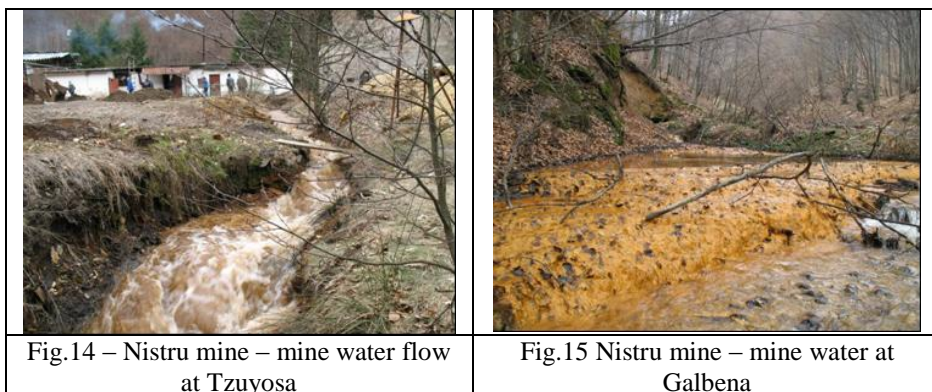 Fig.14 – Nistru mine – mine water flow
at Tzuyosa
Fig.15 Nistru mine – mine water at
Galbena